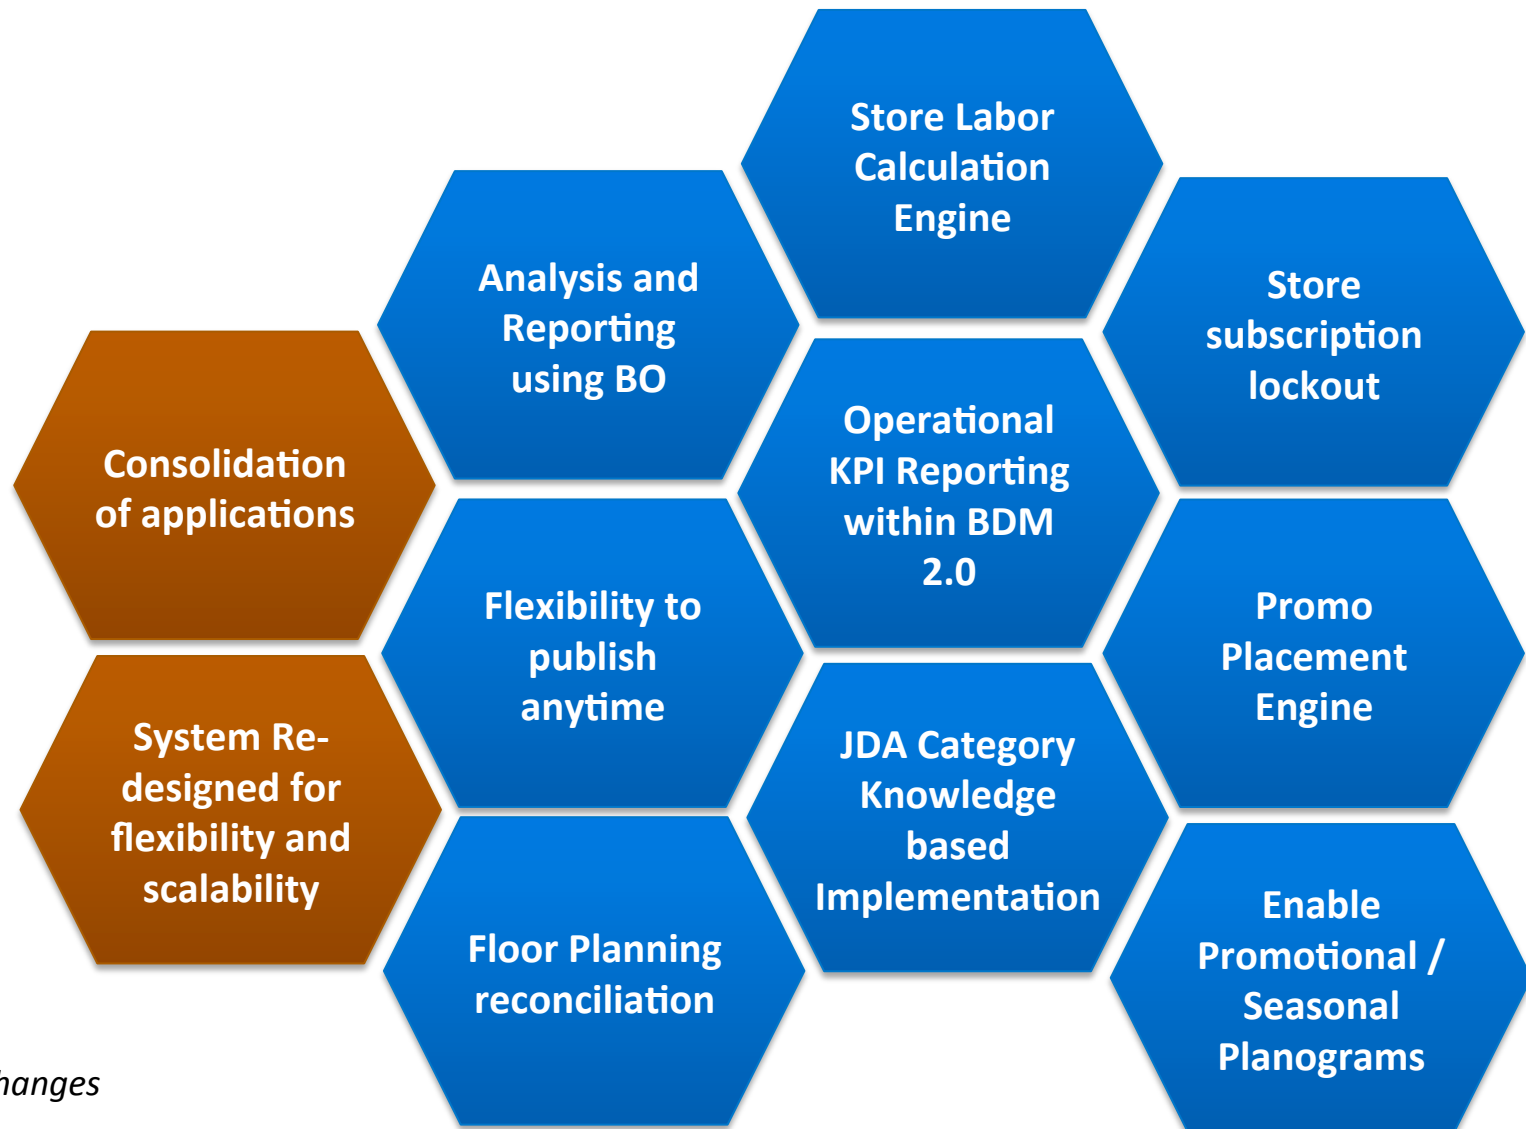 Store Labor
Calculation
Engine
Analysis and
Reporting
using BO
Store
subscription
lockout
Consolidation
of applications
Operational
KPI Reporting
within BDM
2.0
Flexibility to
publish
anytime
Promo
Placement
Engine
System Re-
designed for
flexibility and
scalability
JDA Category
Knowledge
based
Implementation
Floor Planning
reconciliation
Enable
Promotional /
Seasonal
Planograms